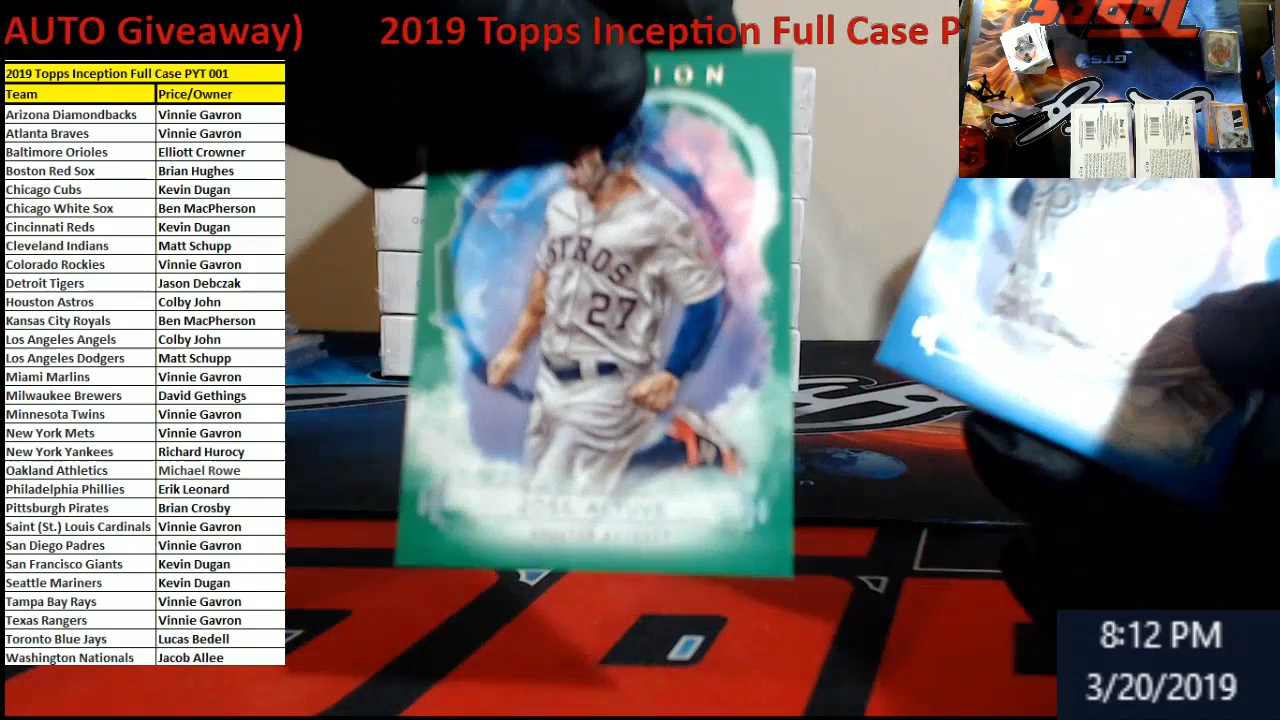 AUTO Giveaway) 2019 Topps Inception Full Case P
2019 Topps Inception Full Case PYT 001
Team Price/Owner
Arizona Diamondbacks Vinnie Gavron
Atlanta Braves Vinnie Gavron
Baltimore Orioles Elliott Crowner
Boston Red Sox Brian Hughes
Chicago Cubs Kevin Dugan
Chicago White Sox Ben MacPherson
Cincinnati Reds Kevin Dugan
Cleveland Indians Matt Schupp
Colorado Rockies Vinnie Gavron
Detroit Tigers Jason Debczak
Houston Astros Colby John
Kansas City Royals Ben MacPherson
Los Angeles Angels Colby John
Los Angeles Dodgers Matt Schupp
Miami Marlins Vinnie Gavron
Milwaukee Brewers David Gethings
Minnesota Twins Vinnie Gavron
New York Mets Vinnie Gavron
New York Yankees Richard Hurocy
Oakland Athletics Michael Rowe
Philadelphia Phillies Erik Leonard
Pittsburgh Pirates Brian Crosby
Saint (St.) Louis Cardinals Vinnie Gavron
San Diego Padres Vinnie Gavron
San Francisco Giants Kevin Dugan
Seattle Mariners Kevin Dugan
Tampa Bay Rays Vinnie Gavron
Texas Rangers Vinnie Gavron
Toronto Blue Jays Lucas Bedell
Washington Nationals Jacob Allee
ION
STROS
27
JOSE ALTUVE
GTS
8:12 PM
3/20/2019